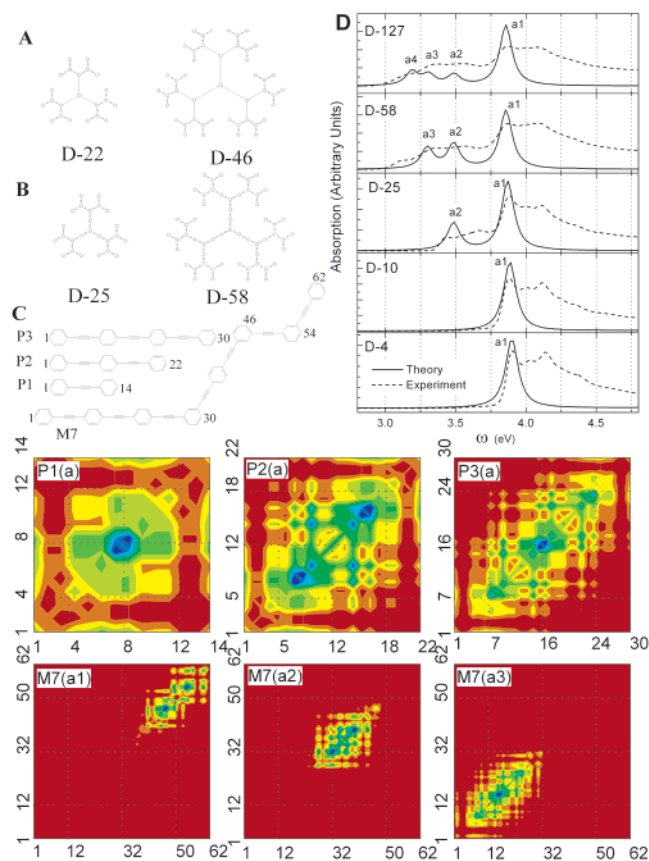 A
D-22
D-46
B
D-25
D-58
C
P3 1 30
P2 1 22
P1 1 14
1 30
M7
46
54
62
D
Absorption (Arbitrary Units)
D-127
a4 a3 a2 a1
D-58
a3 a2 a1
D-25
a2 a1
D-10
a1
D-4
a1
Theory
Experiment
3.0 3.5 4.0 4.5
ω (eV)
P1(a)
14
12
8
4
1
1 4 8 12 14
P2(a)
22
18
12
5
1
1 5 12 18 22
P3(a)
30
24
16
7
1
1 7 16 24 30
M7(a1)
62
50
32
12
1
1 12 32 50 62
M7(a2)
62
50
32
12
1
1 12 32 50 62
M7(a3)
62
50
32
12
1
1 12 32 50 62